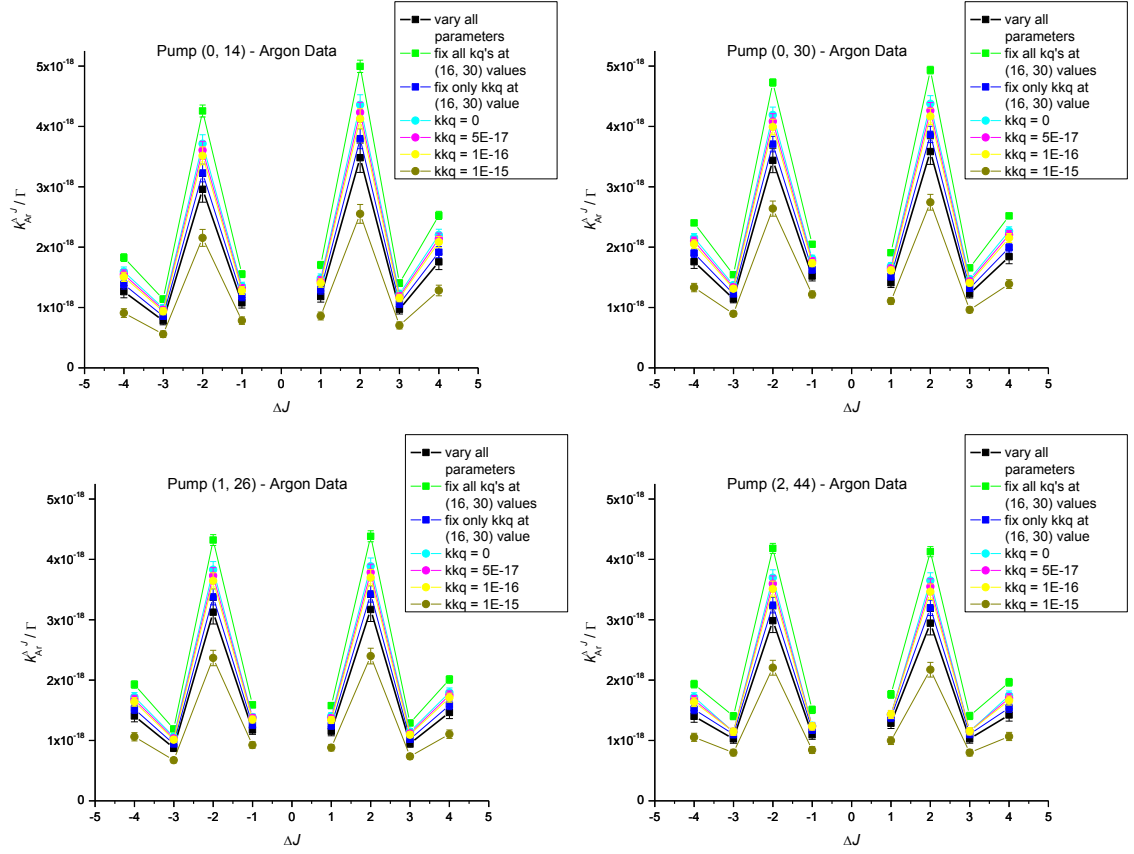 Pump (0, 14) - Argon Data
vary all
parameters
fix all kq's at
(16, 30) values
fix only kkq at
(16, 30) value
kkq = 0
kkq = 5E-17
kkq = 1E-16
kkq = 1E-15
5x10^-18
4x10^-18
3x10^-18
2x10^-18
1x10^-18
0
k_Ar^ΔJ / Γ
-5 -4 -3 -2 -1 0 1 2 3 4 5
ΔJ
Pump (0, 30) - Argon Data
vary all
parameters
fix all kq's at
(16, 30) values
fix only kkq at
(16, 30) value
kkq = 0
kkq = 5E-17
kkq = 1E-16
kkq = 1E-15
5x10^-18
4x10^-18
3x10^-18
2x10^-18
1x10^-18
0
k_Ar^ΔJ / Γ
-5 -4 -3 -2 -1 0 1 2 3 4 5
ΔJ
Pump (1, 26) - Argon Data
vary all
parameters
fix all kq's at
(16, 30) values
fix only kkq at
(16, 30) value
kkq = 0
kkq = 5E-17
kkq = 1E-16
kkq = 1E-15
5x10^-18
4x10^-18
3x10^-18
2x10^-18
1x10^-18
0
k_Ar^ΔJ / Γ
-5 -4 -3 -2 -1 0 1 2 3 4 5
ΔJ
Pump (2, 44) - Argon Data
vary all
parameters
fix all kq's at
(16, 30) values
fix only kkq at
(16, 30) value
kkq = 0
kkq = 5E-17
kkq = 1E-16
kkq = 1E-15
5x10^-18
4x10^-18
3x10^-18
2x10^-18
1x10^-18
0
k_Ar^ΔJ / Γ
-5 -4 -3 -2 -1 0 1 2 3 4 5
ΔJ